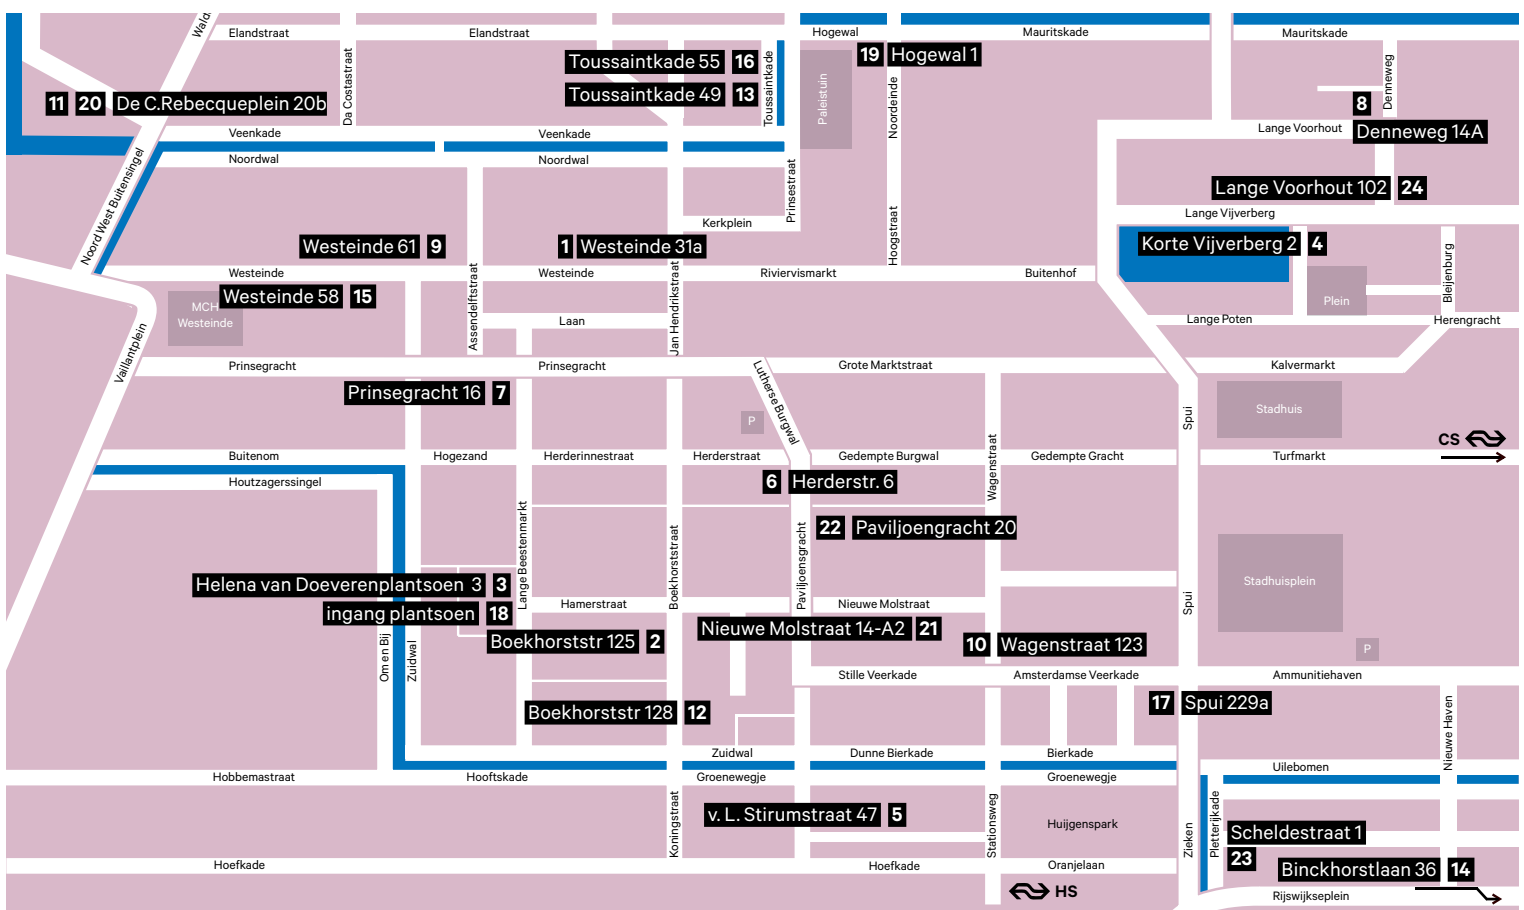 Walds
Elandstraat
Elandstraat
Hogewal
Mauritskade
Mauritskade
Da Costastraat
Toussaintkade 55 16
Toussaintkade 49 13
Toussaintkade
19 Hogewal 1
Paleistuin
Noordeinde
Denneweg
8
Denneweg 14A
11 20 De C.Rebecqueplein 20b
Veenkade
Veenkade
Lange Voorhout
Noordwal
Noordwal
Noord West Buitensingel
Prinsestraat
Lange Voorhout 102 24
Kerkplein
Hoogstraat
Lange Vijverberg
Westeinde 61 9
1 Westeinde 31a
Korte Vijverberg 2 4
Westeinde
Westeinde
Riviervismarkt
Buitenhof
Bleijenburg
Assendelftstraat
Jan Hendrikstraat
Westeinde 58 15
MCH
Westeinde
Plein
Laan
Lange Poten
Herengracht
Vaillantplein
Prinsegracht
Prinsegracht
Grote Marktstraat
Kalvermarkt
Lutherse Burgwal
Prinsegracht 16 7
P
Spui
Stadhuis
Wagenstraat
CS
Buitenom
Hogezand
Herderinnestraat
Herderstraat
Gedempte Burgwal
Gedempte Gracht
Turfmarkt
Houtzagerssingel
6 Herderstr. 6
22 Paviljoengracht 20
Lange Beestenmarkt
Boekhorststraat
Paviljoensgracht
Helena van Doeverenplantsoen 3 3
ingang plantsoen 18
Stadhuisplein
Spui
Hamerstraat
Nieuwe Molstraat
Nieuwe Molstraat 14-A2 21
Boekhorststr 125 2
10 Wagenstraat 123
P
Om en Bij
Zuidwal
Stille Veerkade
Amsterdamse Veerkade
Ammunitiehaven
Boekhorststr 128 12
17 Spui 229a
Nieuwe Haven
Zuidwal
Dunne Bierkade
Bierkade
Uilebomen
Hobbemastraat
Hooftskade
Groenewegje
Groenewegje
Koningstraat
v. L. Stirumstraat 47 5
Stationsweg
Huijgenspark
Zieken
Pletterijkade
Scheldestraat 1
23
Hoefkade
Hoefkade
Oranjelaan
Binckhorstlaan 36 14
HS
Rijswijkseplein